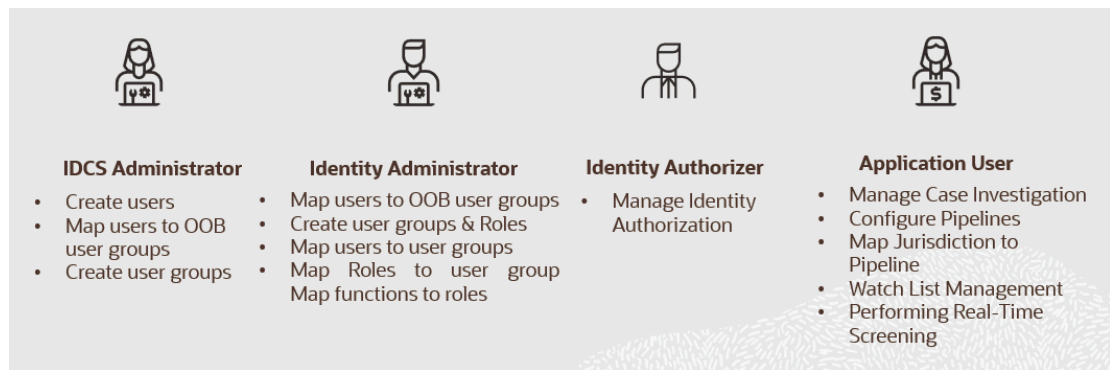 IDCS Administrator
• Create users
• Map users to OOB
user groups
• Create user groups
Identity Administrator
• Map users to OOB user groups
• Create user groups & Roles
• Map users to user groups
• Map Roles to user group
Map functions to roles
Identity Authorizer
• Manage Identity
Authorization
$
Application User
• Manage Case Investigation
• Configure Pipelines
• Map Jurisdiction to
Pipeline
• Watch List Management
• Performing Real-Time
Screening